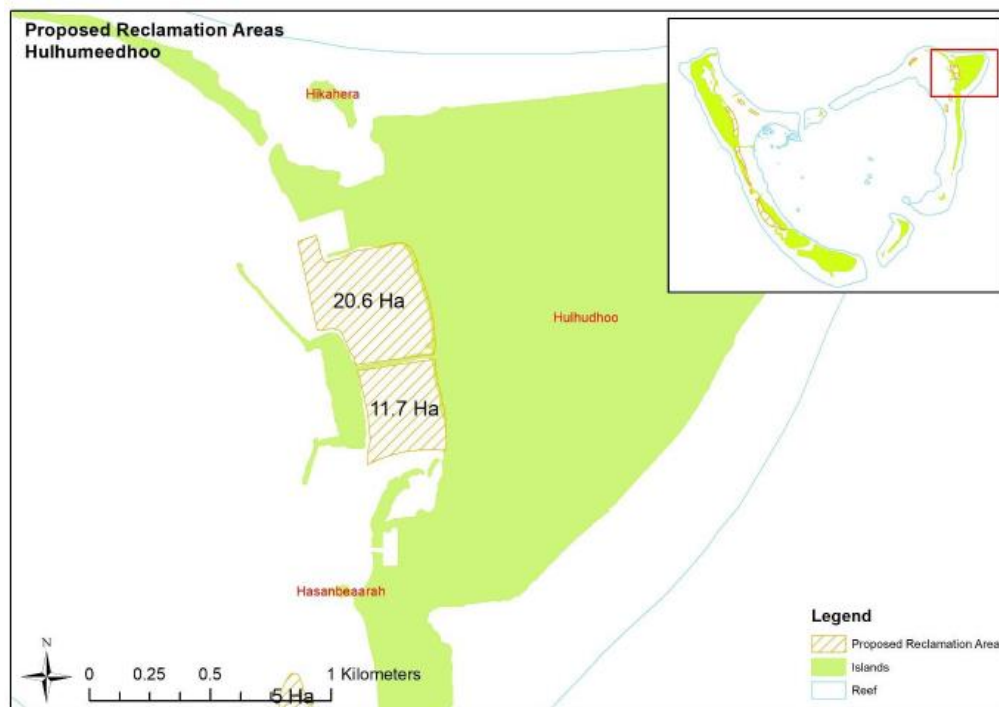 Proposed Reclamation Areas
Hulhumeedhoo
Hikahera
20.6 Ha
Hulhudhoo
11.7 Ha
Hasanbeaarah
Legend
Proposed Reclamation Area
Islands
Reef
N
0 0.25 0.5 1 Kilometers
5 Ha